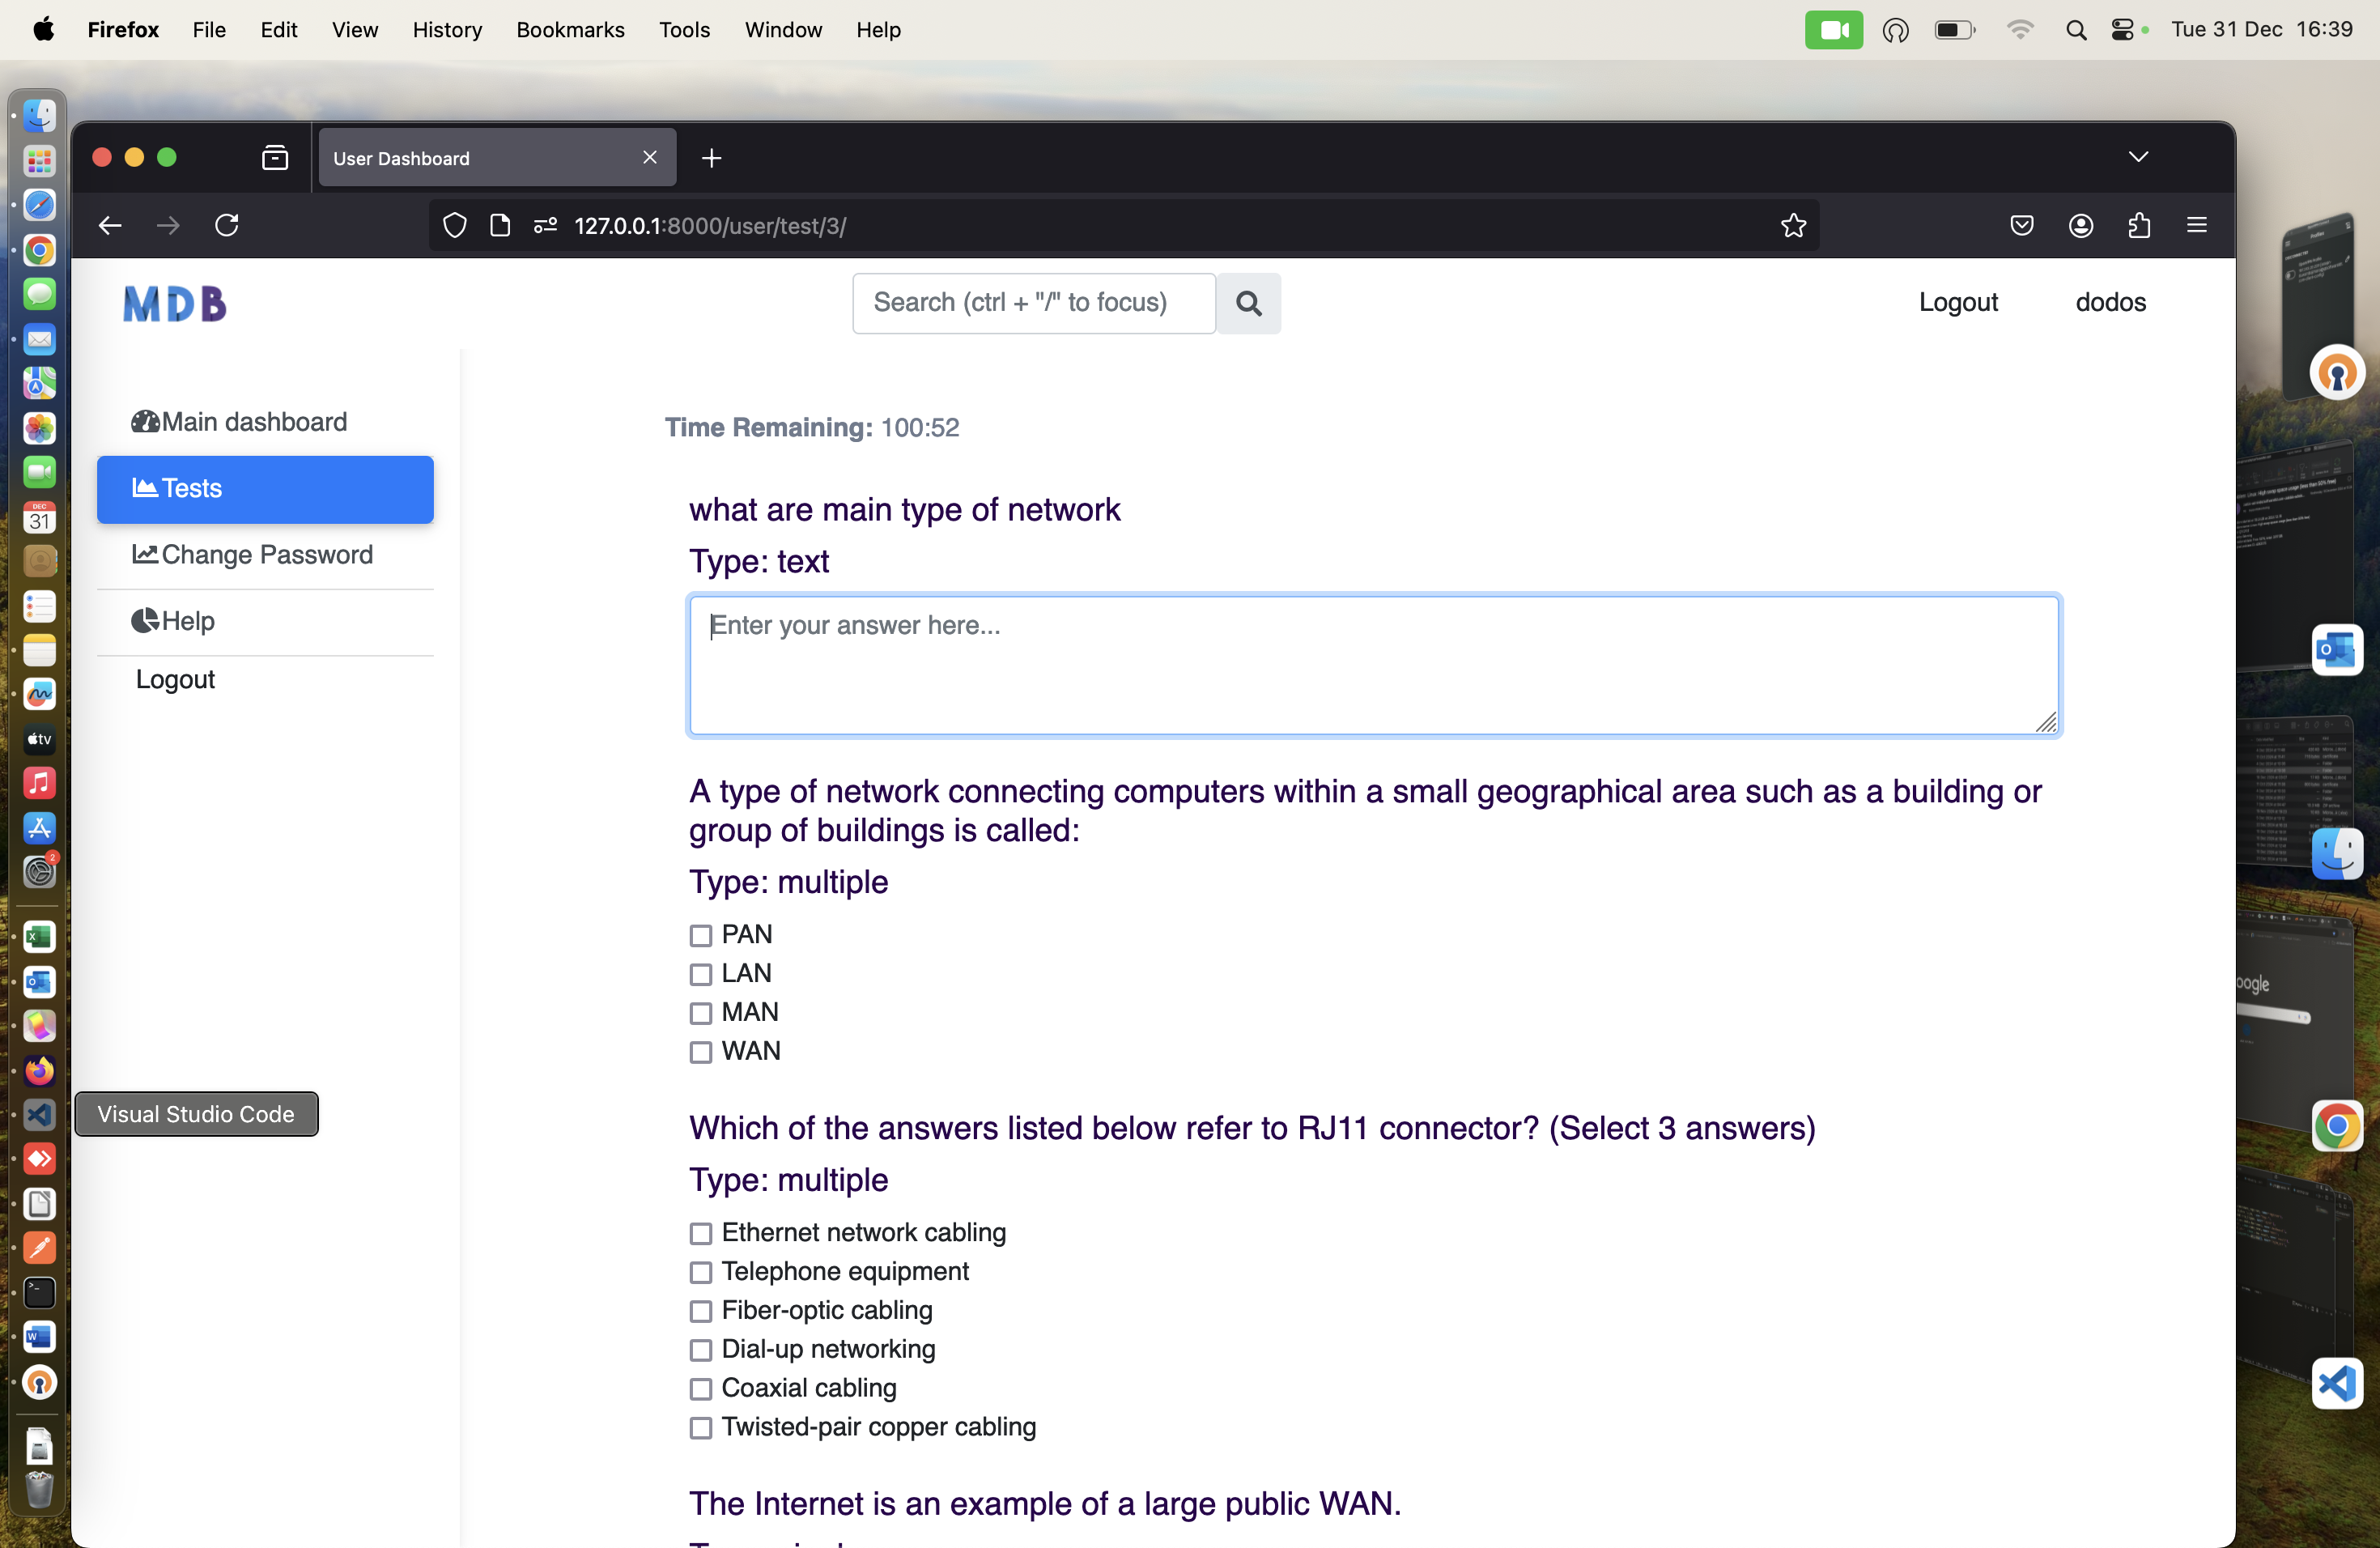 Firefox File Edit View History Bookmarks Tools Window Help
Tue 31 Dec 16:39
User Dashboard
127.0.0.1:8000/user/test/3/
MDB
Search (ctrl + "/" to focus)
Logout
dodos
Main dashboard
Tests
Change Password
Help
Logout
Time Remaining: 100:52
what are main type of network
Type: text
Enter your answer here...
A type of network connecting computers within a small geographical area such as a building or
group of buildings is called:
Type: multiple
PAN
LAN
MAN
WAN
Visual Studio Code
Which of the answers listed below refer to RJ11 connector? (Select 3 answers)
Type: multiple
Ethernet network cabling
Telephone equipment
Fiber-optic cabling
Dial-up networking
Coaxial cabling
Twisted-pair copper cabling
The Internet is an example of a large public WAN.
DEC
31
tv
2